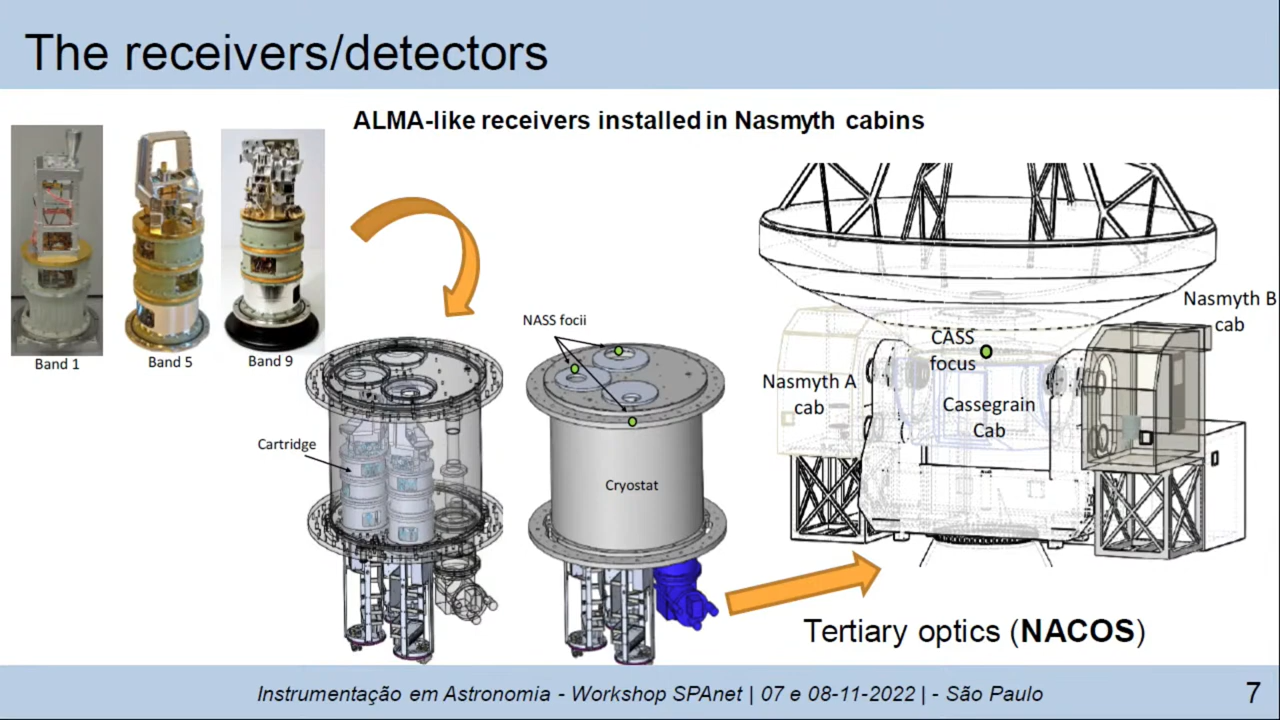 The receivers/detectors
ALMA-like receivers installed in Nasmyth cabins
Band 1
Band 5
Band 9
Cartridge
NASS focii
Cryostat
Nasmyth A
cab
CASS
focus
Cassegrain
Cab
Nasmyth B
cab
Tertiary optics (NACOS)
Instrumentação em Astronomia - Workshop SPAnet | 07 e 08-11-2022 | - São Paulo
7